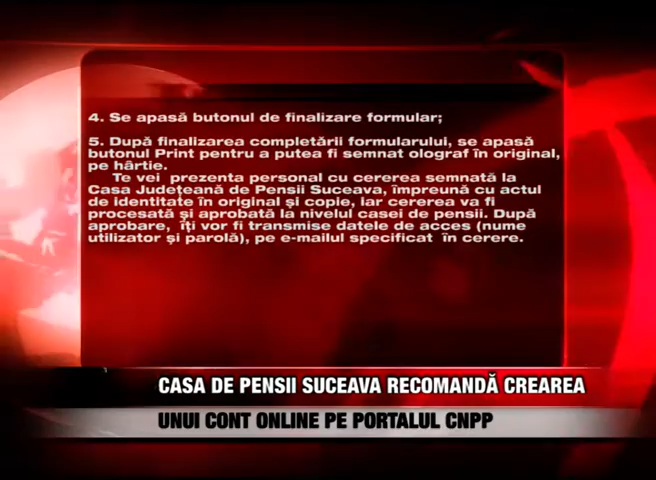 4. Se apasă butonul de finalizare formular;
5. După finalizarea completării formularului, se apasă
butonul Print pentru a putea fi semnat olograf în original,
pe hârtie.
Te vei prezenta personal cu cererea semnată la
Casa Județeană de Pensii Suceava, împreună cu actul
de identitate în original și copie, iar cererea va fi
procesată și aprobată la nivelul casei de pensii. După
aprobare, îți vor fi transmise datele de acces (nume
utilizator și parolă), pe e-mailul specificat în cerere.
CASA DE PENSII SUCEAVA RECOMANDĂ CREAREA
UNUI CONT ONLINE PE PORTALUL CNPP